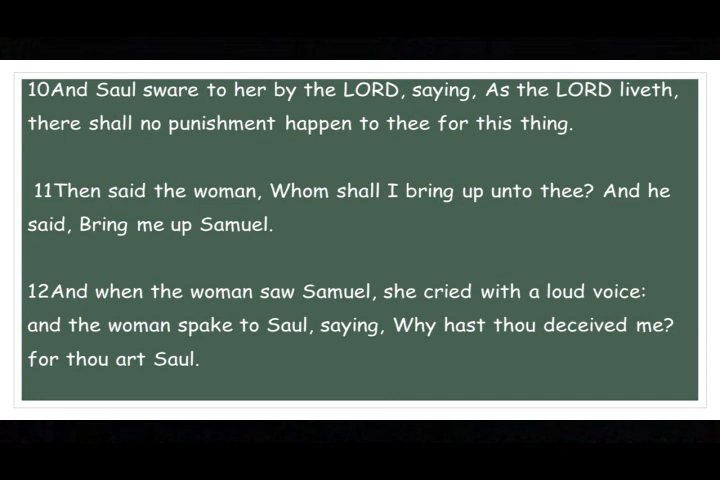 10And Saul sware to her by the LORD, saying, As the LORD liveth,
there shall no punishment happen to thee for this thing.
11Then said the woman, Whom shall I bring up unto thee? And he
said, Bring me up Samuel.
12And when the woman saw Samuel, she cried with a loud voice:
and the woman spake to Saul, saying, Why hast thou deceived me?
for thou art Saul.